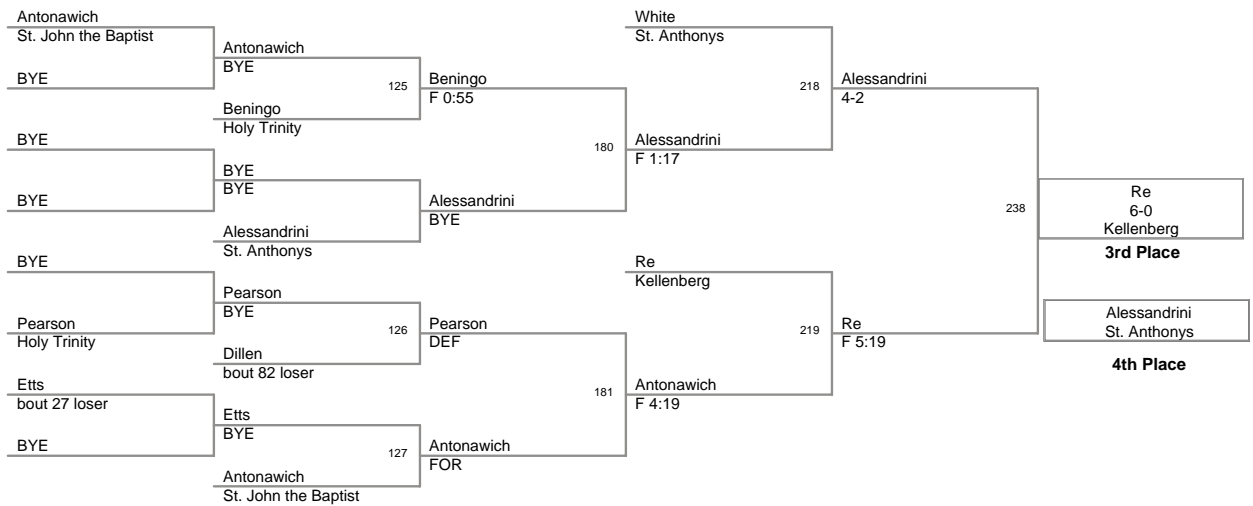 Antonawich
St. John the Baptist
BYE
BYE
BYE
BYE
Pearson
Holy Trinity
Etts
bout 27 loser
BYE
Antonawich
BYE
125
Beningo
Holy Trinity
BYE
BYE
Alessandrini
St. Anthonys
Pearson
BYE
126
Dillen
bout 82 loser
Etts
BYE
127
Antonawich
St. John the Baptist
Beningo
F 0:55
180
Alessandrini
BYE
Pearson
DEF
181
Antonawich
FOR
White
St. Anthonys
218
Alessandrini
F 1:17
Re
Kellenberg
219
Antonawich
F 4:19
Alessandrini
4-2
238
Re
F 5:19
Re
6-0
Kellenberg
3rd Place
Alessandrini
St. Anthonys
4th Place